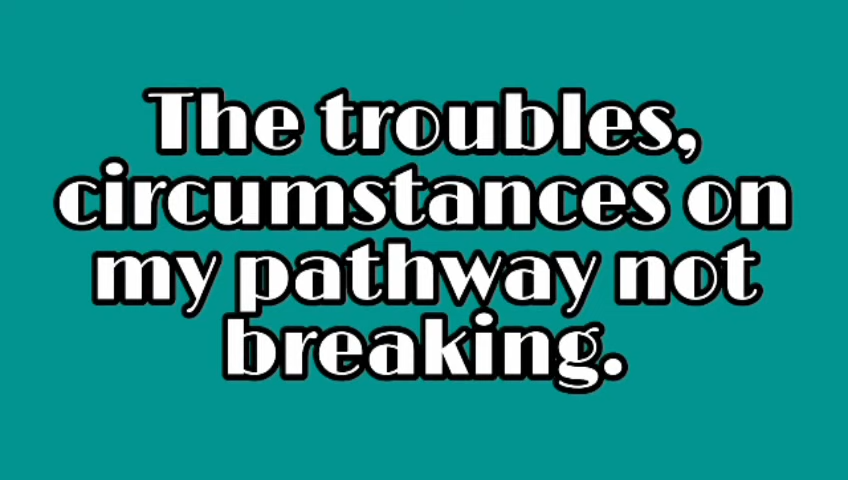 The troubles,
circumstances on
my pathway not
breaking.